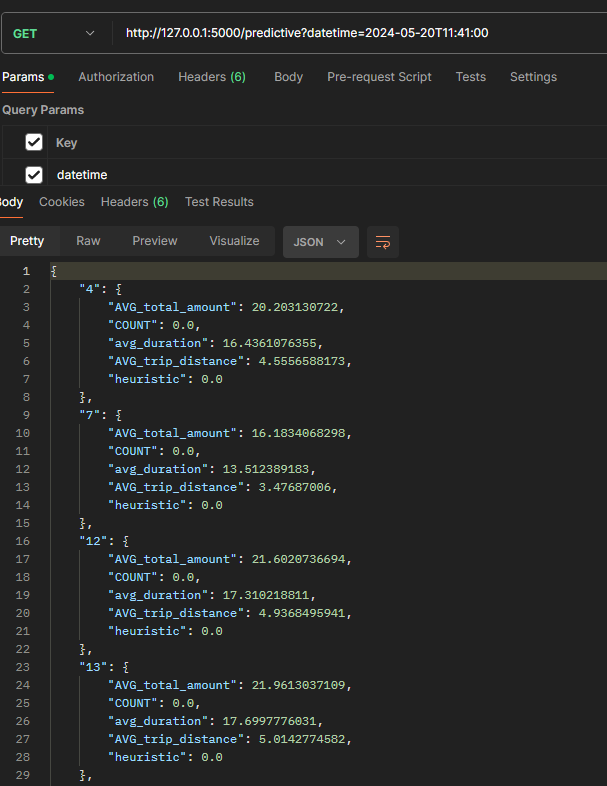 GET http://127.0.0.1:5000/predictive?datetime=2024-05-20T11:41:00
Params Authorization Headers (6) Body Pre-request Script Tests Settings
Query Params
Key
datetime
Body Cookies Headers (6) Test Results
Pretty Raw Preview Visualize JSON
1 {
2 "4": {
3 "AVG_total_amount": 20.203130722,
4 "COUNT": 0.0,
5 "avg_duration": 16.4361076355,
6 "AVG_trip_distance": 4.5556588173,
7 "heuristic": 0.0
8 },
9 "7": {
10 "AVG_total_amount": 16.1834068298,
11 "COUNT": 0.0,
12 "avg_duration": 13.512389183,
13 "AVG_trip_distance": 3.47687006,
14 "heuristic": 0.0
15 },
16 "12": {
17 "AVG_total_amount": 21.6020736694,
18 "COUNT": 0.0,
19 "avg_duration": 17.310218811,
20 "AVG_trip_distance": 4.9368495941,
21 "heuristic": 0.0
22 },
23 "13": {
24 "AVG_total_amount": 21.9613037109,
25 "COUNT": 0.0,
26 "avg_duration": 17.6997776031,
27 "AVG_trip_distance": 5.0142774582,
28 "heuristic": 0.0
29 },